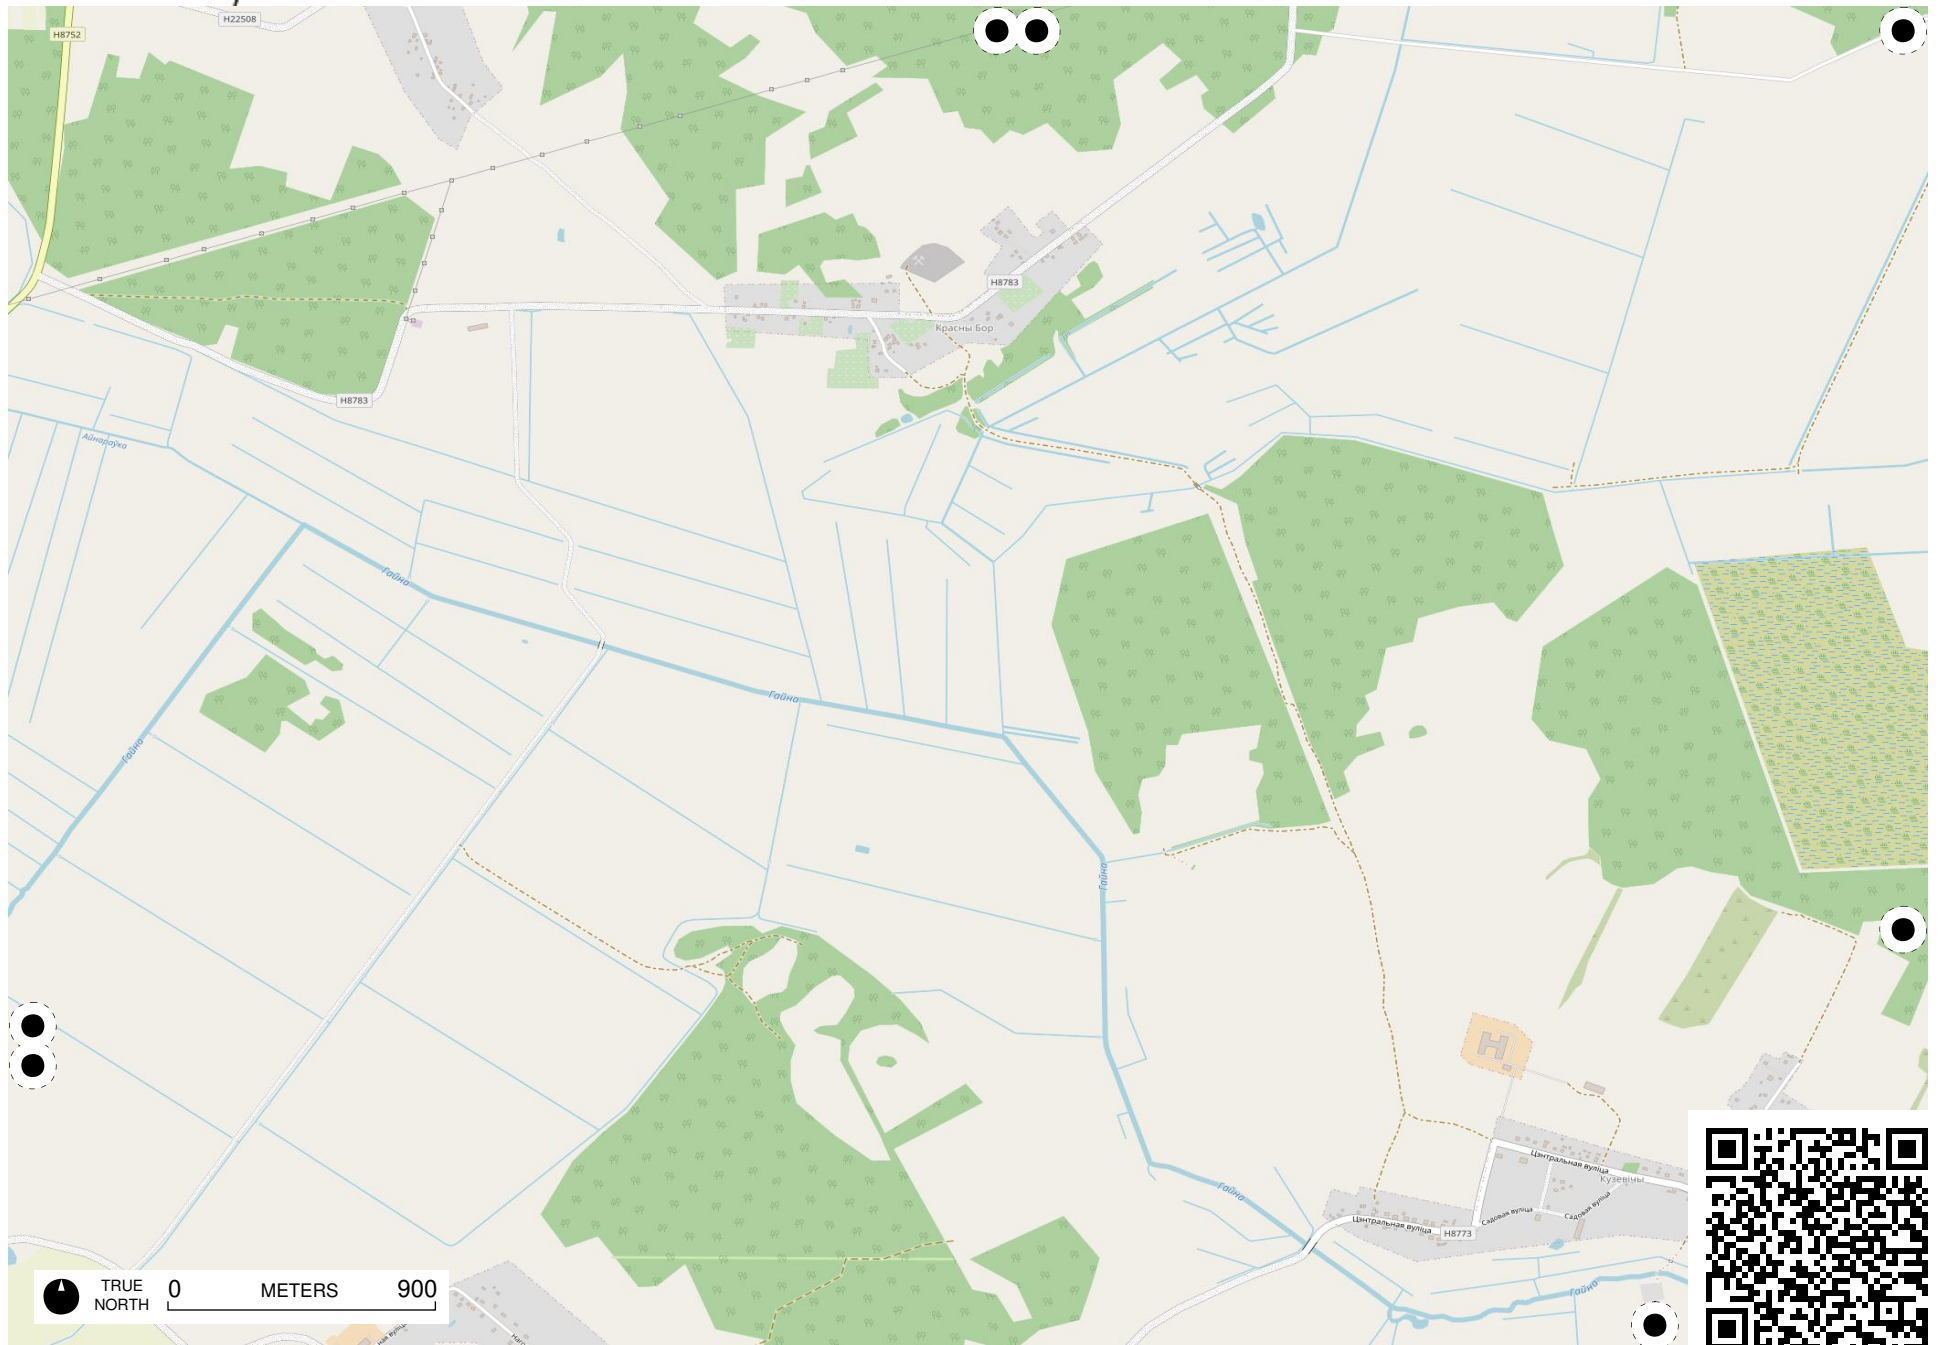 H22508
H8752
H8783
Красны Бор
H8783
Айнараўка
Гайна
Гайна
Гайна
Гайна
Цэнтральная вуліца
Кузевічы
Гайна
Садовая вуліца
Садовая вуліца
Цэнтральная вуліца
H8773
Гайна
TRUE NORTH
0 METERS 900